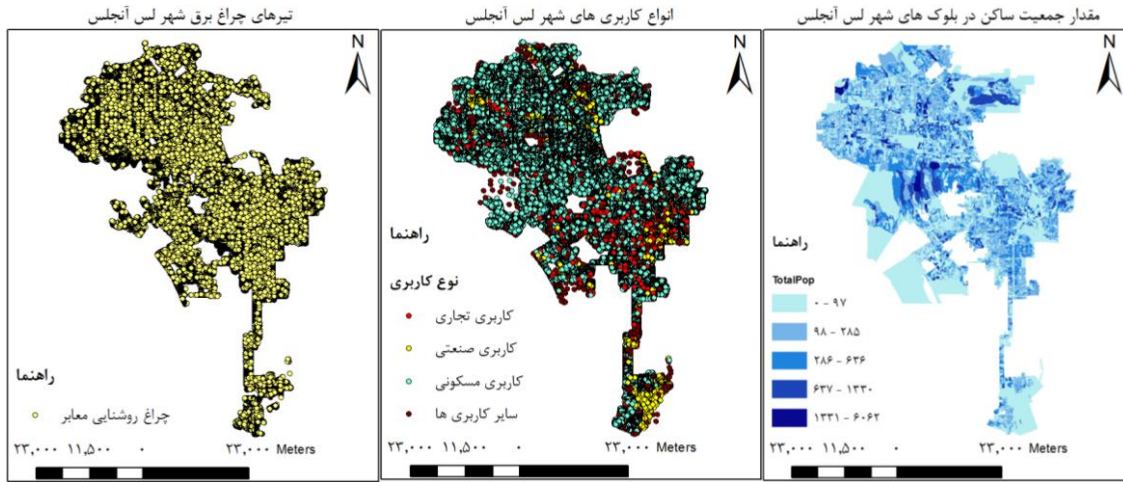 تیرهای چراغ برق شهر لس آنجلس
N
راهنما
چراغ روشنایی معابر
۲۳,۰۰۰ ۱۱,۵۰۰ ۰ ۲۳,۰۰۰ Meters
انواع کاربری های شهر لس آنجلس
N
راهنما
نوع کاربری
کاربری تجاری
کاربری صنعتی
کاربری مسکونی
سایر کاربری ها
۲۳,۰۰۰ ۱۱,۵۰۰ ۰ ۲۳,۰۰۰ Meters
مقدار جمعیت ساکن در بلوک های شهر لس آنجلس
N
راهنما
TotalPop
۰ - ۹۷
۹۸ - ۲۸۵
۲۸۶ - ۶۳۶
۶۳۷ - ۱۳۳۰
۱۳۳۱ - ۶۰۶۲
۲۳,۰۰۰ ۱۱,۵۰۰ ۰ ۲۳,۰۰۰ Meters